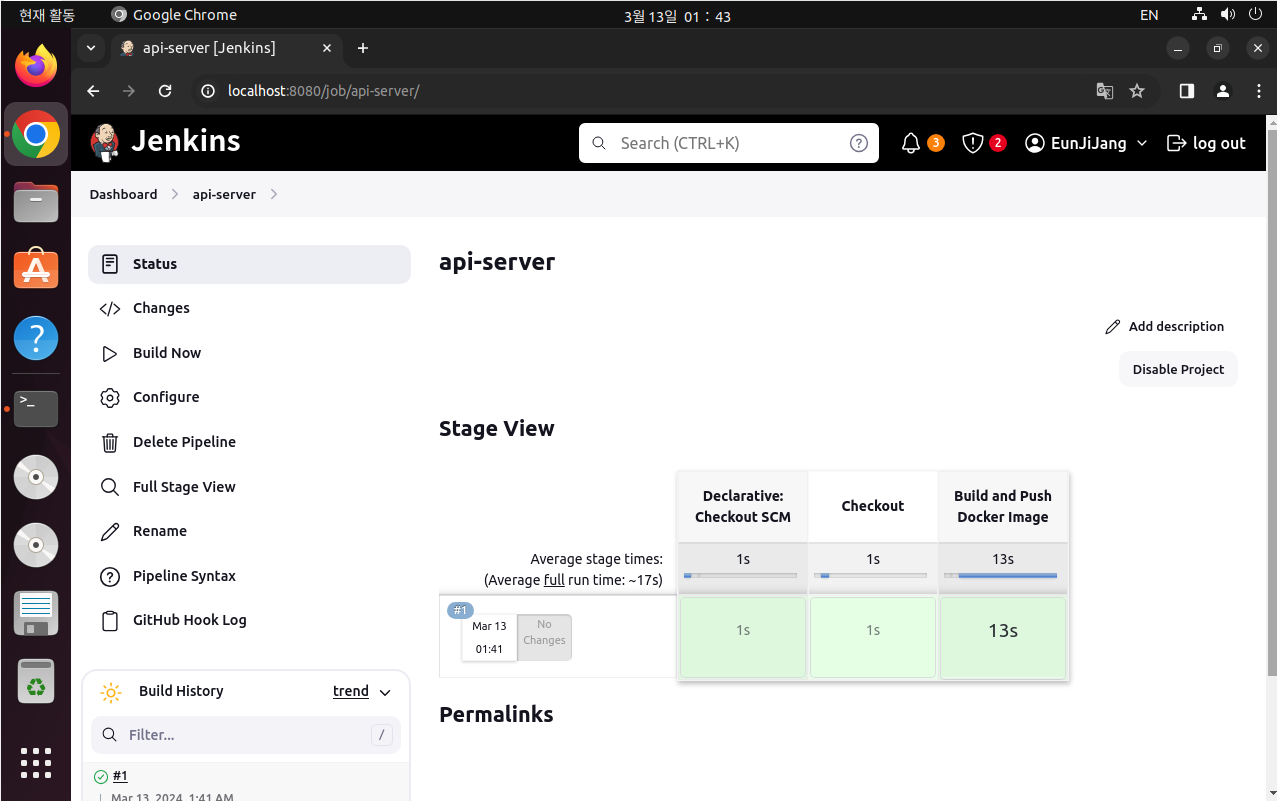 현재 활동
Google Chrome
3월 13일 01 : 43
EN
api-server [Jenkins]
localhost:8080/job/api-server/
Jenkins
Search (CTRL+K)
?
3
2
EunJiJang
log out
Dashboard
api-server
Status
Changes
Build Now
Configure
Delete Pipeline
Full Stage View
Rename
Pipeline Syntax
GitHub Hook Log
Build History
trend
Filter...
/
#1
Mar 13, 2024, 1:41 AM
api-server
Add description
Disable Project
Stage View
Declarative:
Checkout SCM
Checkout
Build and Push
Docker Image
Average stage times:
(Average full run time: ~17s)
1s
1s
13s
#1
Mar 13
01:41
No
Changes
1s
1s
13s
Permalinks